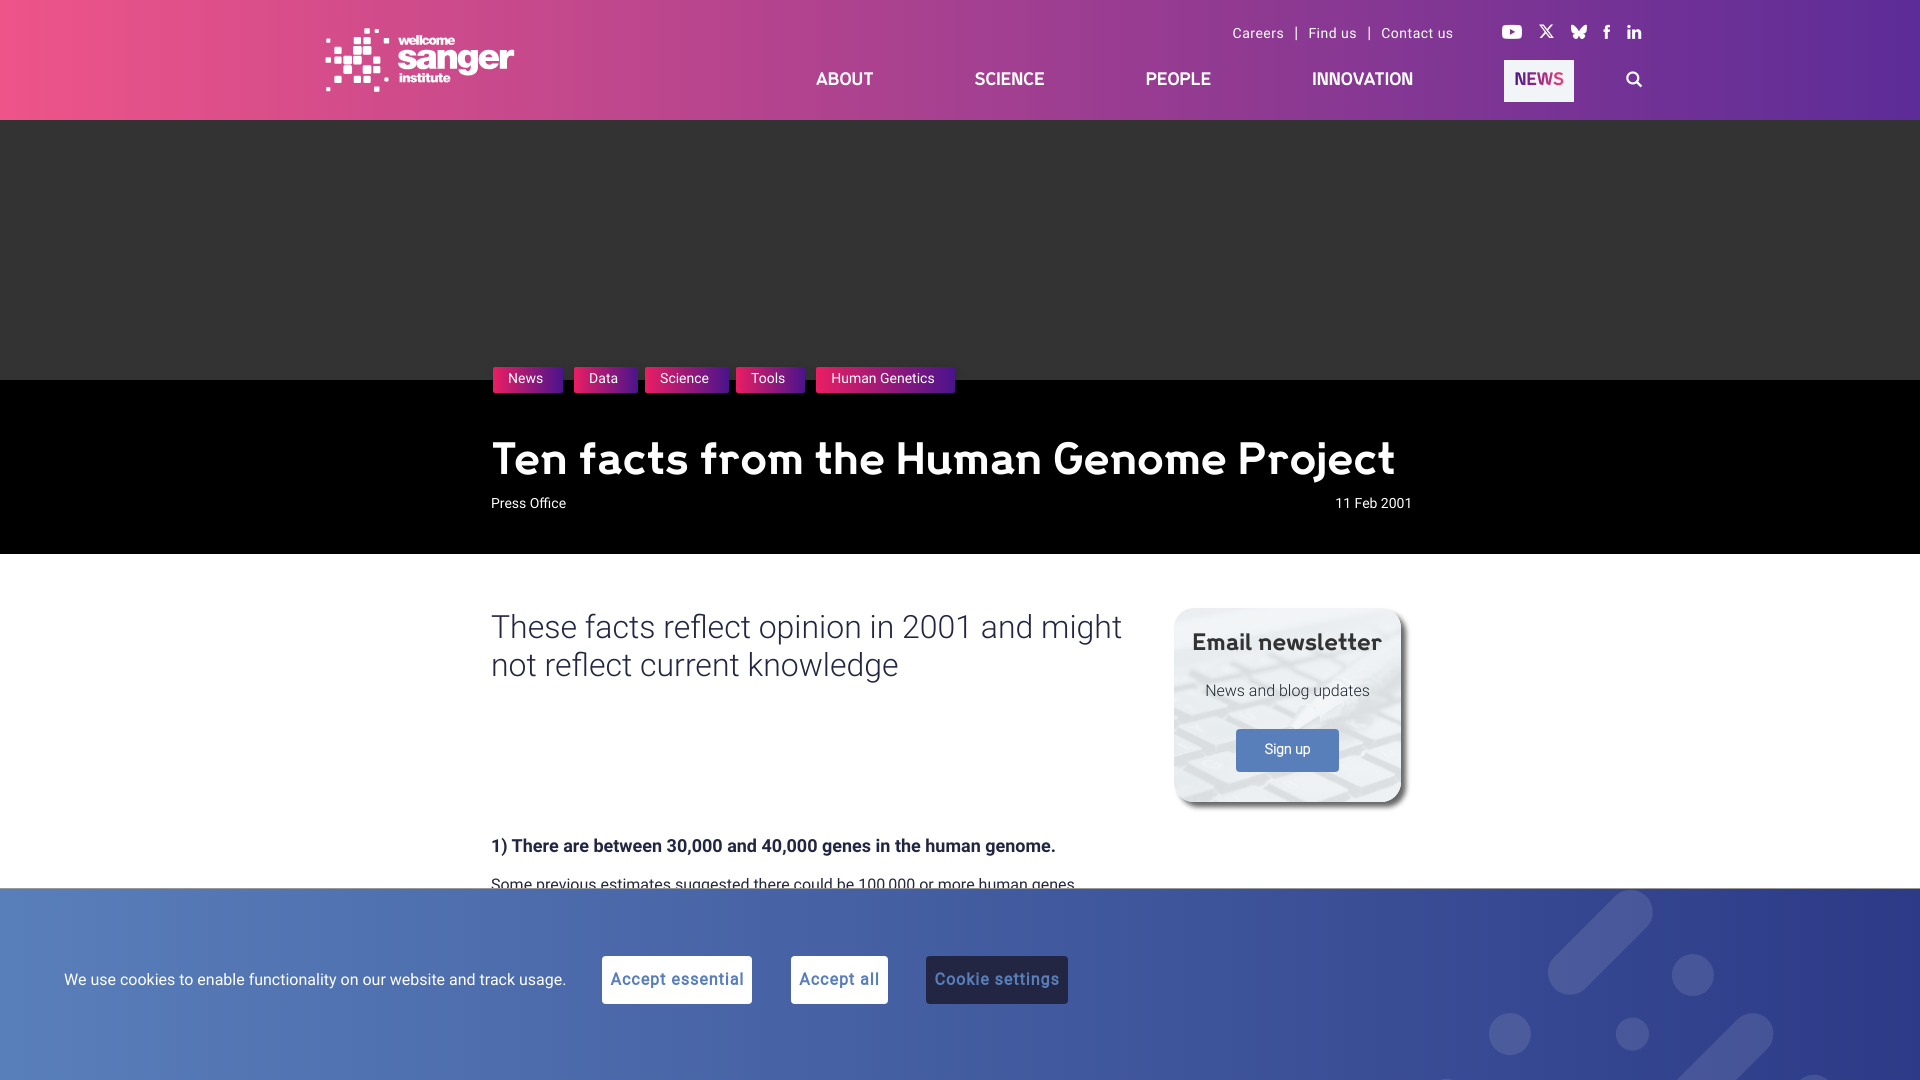 wellcome
sanger
institute
Careers | Find us | Contact us
ABOUT SCIENCE PEOPLE INNOVATION NEWS
News Data Science Tools Human Genetics
Ten facts from the Human Genome Project
Press Office 11 Feb 2001
These facts reflect opinion in 2001 and might
not reflect current knowledge
Email newsletter
News and blog updates
Sign up
1) There are between 30,000 and 40,000 genes in the human genome.
Some previous estimates suggested there could be 100,000 or more human genes.
We use cookies to enable functionality on our website and track usage. Accept essential Accept all Cookie settings